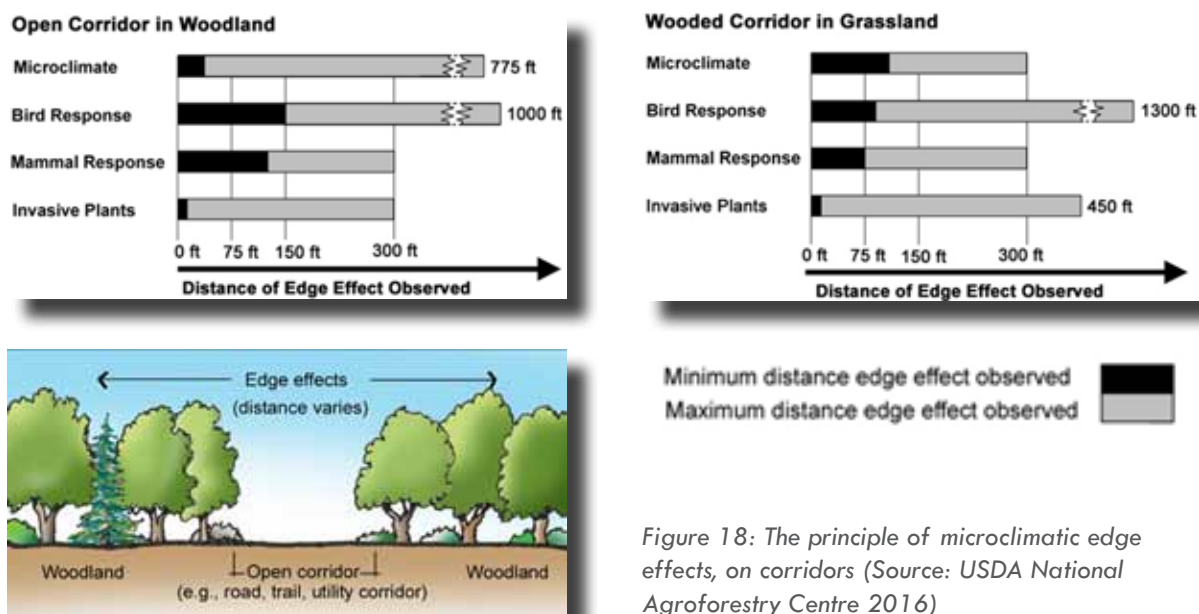 Open Corridor in Woodland
Microclimate
775 ft
Bird Response
1000 ft
Mammal Response
Invasive Plants
0 ft 75 ft 150 ft 300 ft
Distance of Edge Effect Observed
Wooded Corridor in Grassland
Microclimate
Bird Response
1300 ft
Mammal Response
Invasive Plants
450 ft
0 ft 75 ft 150 ft 300 ft
Distance of Edge Effect Observed
Edge effects
(distance varies)
Woodland
Open corridor
(e.g., road, trail, utility corridor)
Woodland
Minimum distance edge effect observed
Maximum distance edge effect observed
Figure 18: The principle of microclimatic edge
effects, on corridors (Source: USDA National
Agroforestry Centre 2016)